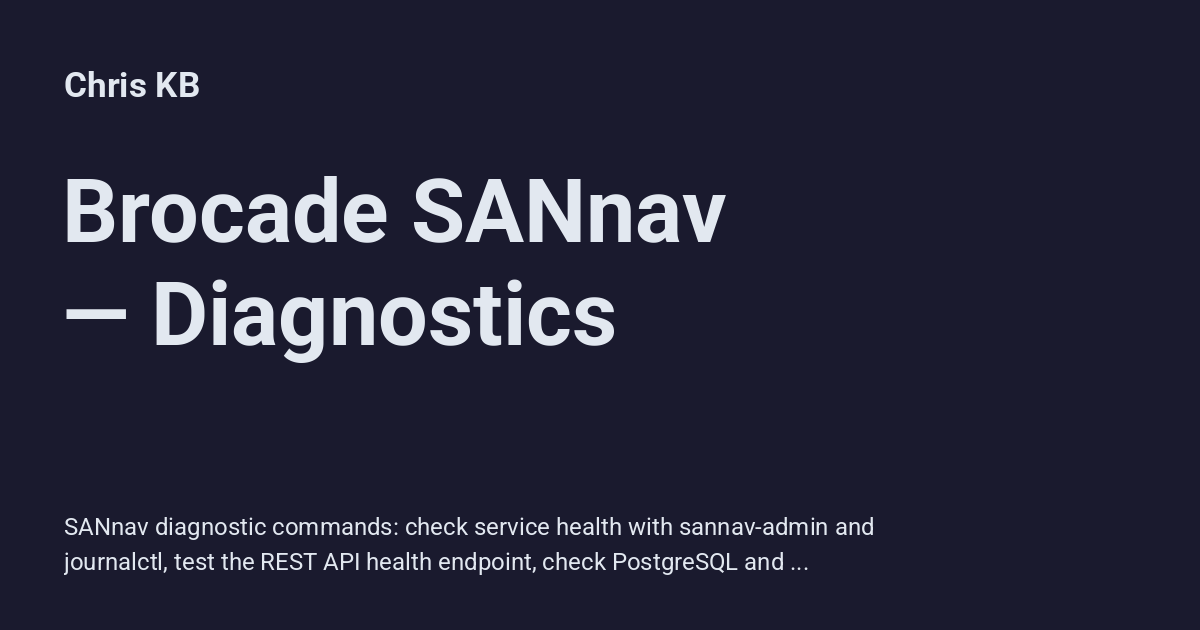 Chris KB
Brocade SANnav
— Diagnostics
SANnav diagnostic commands: check service health with sannav-admin and
journalctl, test the REST API health endpoint, check PostgreSQL and ...